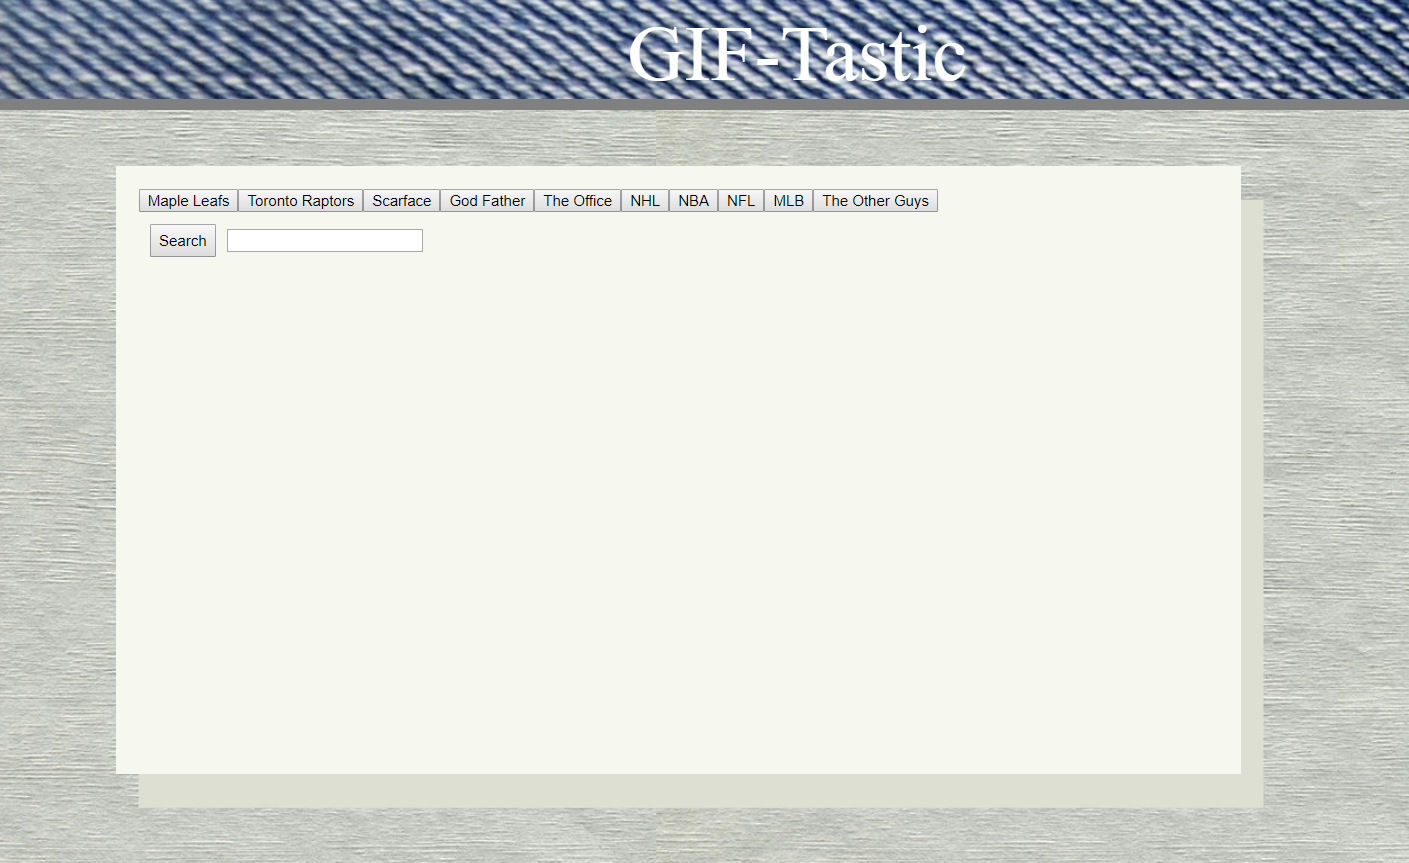 GIF-Tastic
Maple Leafs Toronto Raptors Scarface God Father The Office NHL NBA NFL MLB The Other Guys
Search